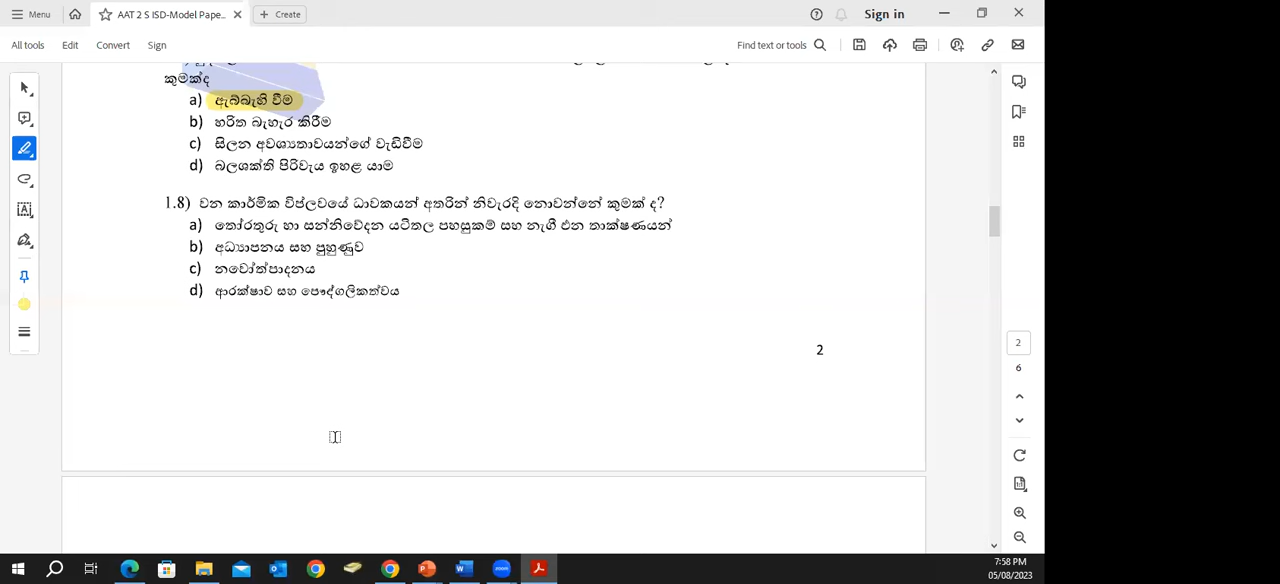 Menu
AAT 2 S ISD-Model Pape...
Create
Sign in
All tools
Edit
Convert
Sign
Find text or tools
කුමක්ද
a) ඇබ්බැහි වීම
b) හරිත බැහැර කිරීම
c) සිලන අවශ්‍යතාවයන්ගේ වැඩිවීම
d) බලශක්ති පිරිවැය ඉහළ යාම
1.8) වන කාර්මික විප්ලවයේ ධාවකයන් අතරින් නිවැරදි නොවන්නේ කුමක් ද?
a) තෝරතුරු හා සන්නිවේදන යටිතල පහසුකම් සහ නැගී එන තාක්ෂණයන්
b) අධ්‍යාපනය සහ පුහුණුව
c) නවෝත්පාදනය
d) ආරක්ෂාව සහ පෞද්ගලිකත්වය
2
2
6
7:58 PM
05/08/2023